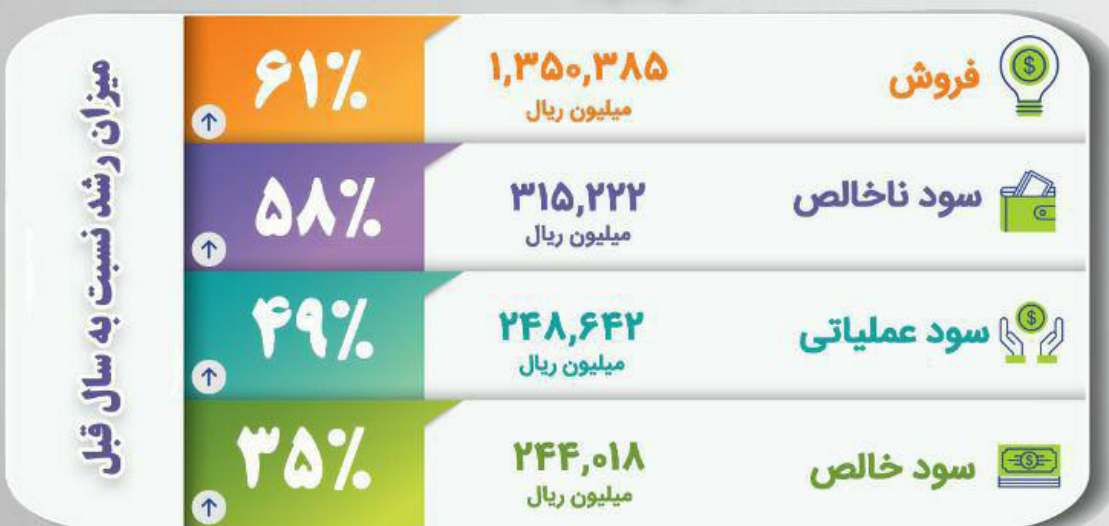 فروش
۱,۳۵۰,۳۸۵
میلیون ریال
۶۱%
سود ناخالص
۳۱۵,۲۲۲
میلیون ریال
۵۸%
سود عملیاتی
۲۴۸,۶۴۲
میلیون ریال
۴۹%
سود خالص
۲۴۴,۰۱۸
میلیون ریال
۳۵%
میزان رشد نسبت به سال قبل